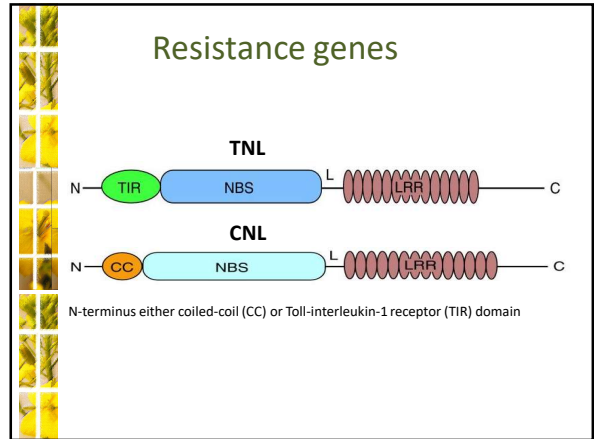 Resistance genes
TNL
N TIR NBS L LRR C
CNL
N CC NBS L LRR C
N-terminus either coiled-coil (CC) or Toll-interleukin-1 receptor (TIR) domain